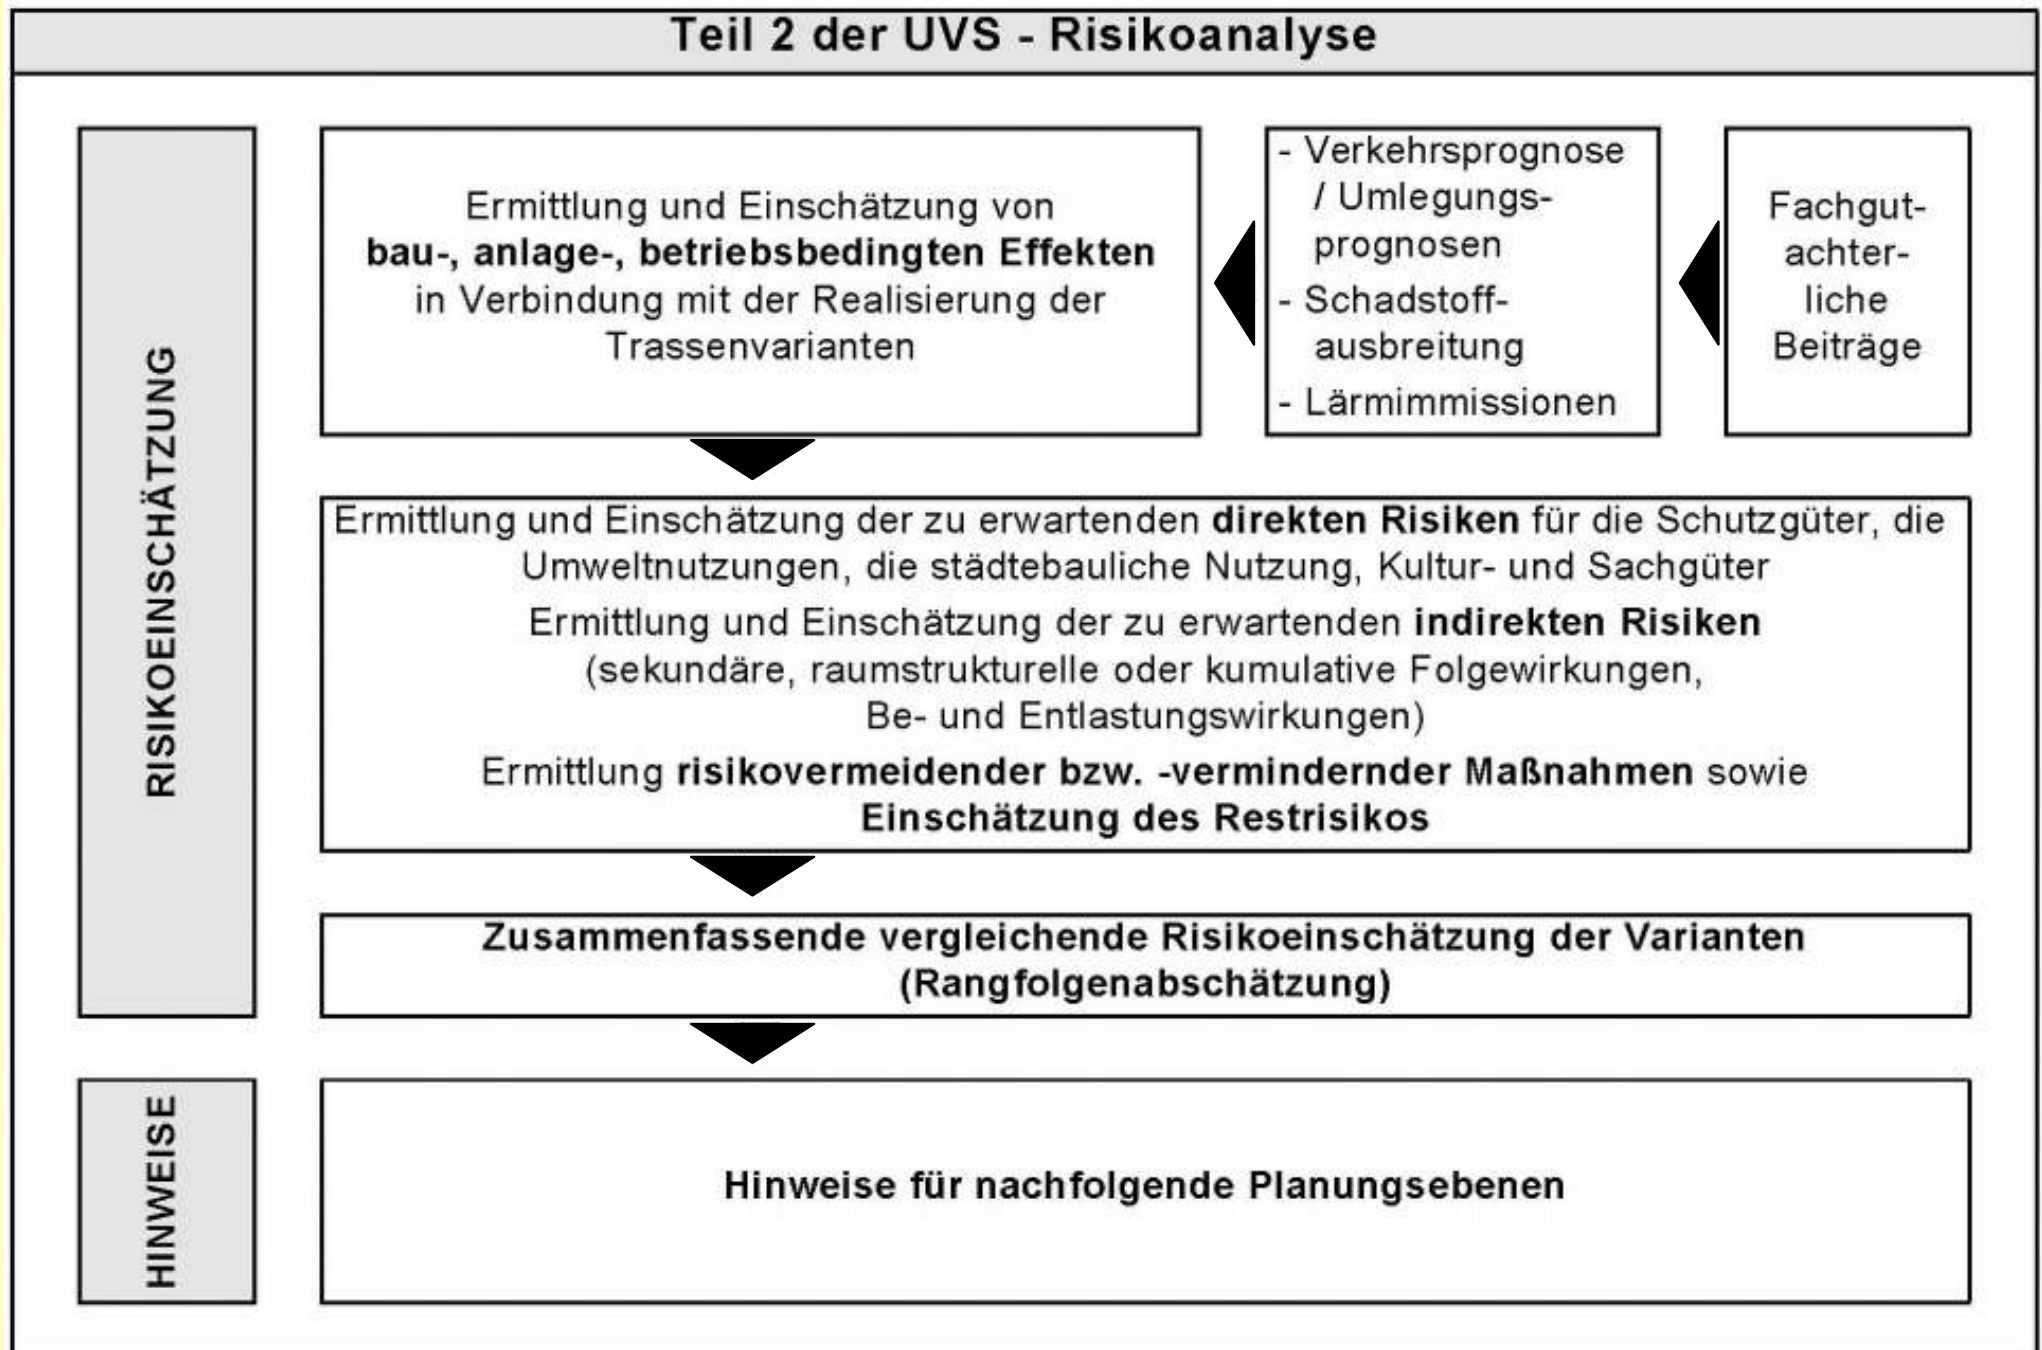 Teil 2 der UVS - Risikoanalyse
RISIKOEINSCHÄTZUNG
Ermittlung und Einschätzung von
bau-, anlage-, betriebsbedingten Effekten
in Verbindung mit der Realisierung der
Trassenvarianten
- Verkehrsprognose
/ Umlegungs-
prognosen
- Schadstoff-
ausbreitung
- Lärmimmissionen
Fachgut-
achter-
liche
Beiträge
Ermittlung und Einschätzung der zu erwartenden direkten Risiken für die Schutzgüter, die
Umweltnutzungen, die städtebauliche Nutzung, Kultur- und Sachgüter
Ermittlung und Einschätzung der zu erwartenden indirekten Risiken
(sekundäre, raumstrukturelle oder kumulative Folgewirkungen,
Be- und Entlastungswirkungen)
Ermittlung risikovermeidender bzw. -vermindernder Maßnahmen sowie
Einschätzung des Restrisikos
Zusammenfassende vergleichende Risikoeinschätzung der Varianten
(Rangfolgenabschätzung)
HINWEISE
Hinweise für nachfolgende Planungsebenen